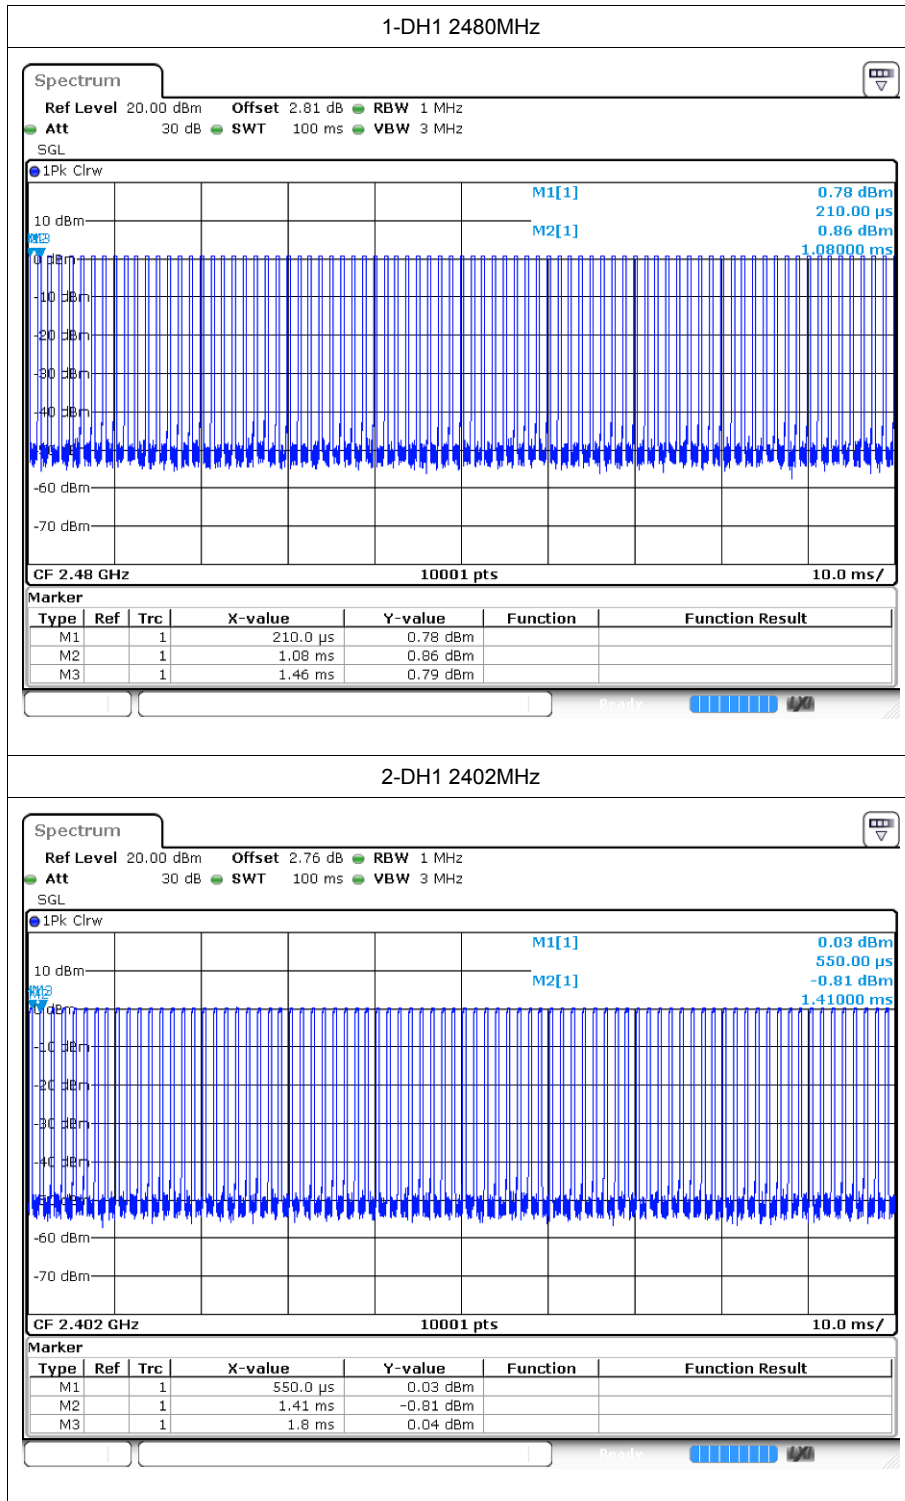 1-DH1 2480MHz
Spectrum
Ref Level 20.00 dBm Offset 2.81 dB RBW 1 MHz
Att 30 dB SWT 100 ms VBW 3 MHz
SGL
1Pk Clrw
M1[1] 0.78 dBm
210.00 µs
10 dBm
M2[1] 0.86 dBm
1.08000 ms
0 dBm
-10 dBm
-20 dBm
-30 dBm
-40 dBm
-60 dBm
-70 dBm
CF 2.48 GHz 10001 pts 10.0 ms/
Marker
Type Ref Trc X-value Y-value Function Function Result
M1 1 210.0 µs 0.78 dBm
M2 1 1.08 ms 0.86 dBm
M3 1 1.46 ms 0.79 dBm
Ready LXI
2-DH1 2402MHz
Spectrum
Ref Level 20.00 dBm Offset 2.76 dB RBW 1 MHz
Att 30 dB SWT 100 ms VBW 3 MHz
SGL
1Pk Clrw
M1[1] 0.03 dBm
550.00 µs
10 dBm
M2[1] -0.81 dBm
1.41000 ms
0 dBm
-10 dBm
-20 dBm
-30 dBm
-40 dBm
-60 dBm
-70 dBm
CF 2.402 GHz 10001 pts 10.0 ms/
Marker
Type Ref Trc X-value Y-value Function Function Result
M1 1 550.0 µs 0.03 dBm
M2 1 1.41 ms -0.81 dBm
M3 1 1.8 ms 0.04 dBm
Ready LXI